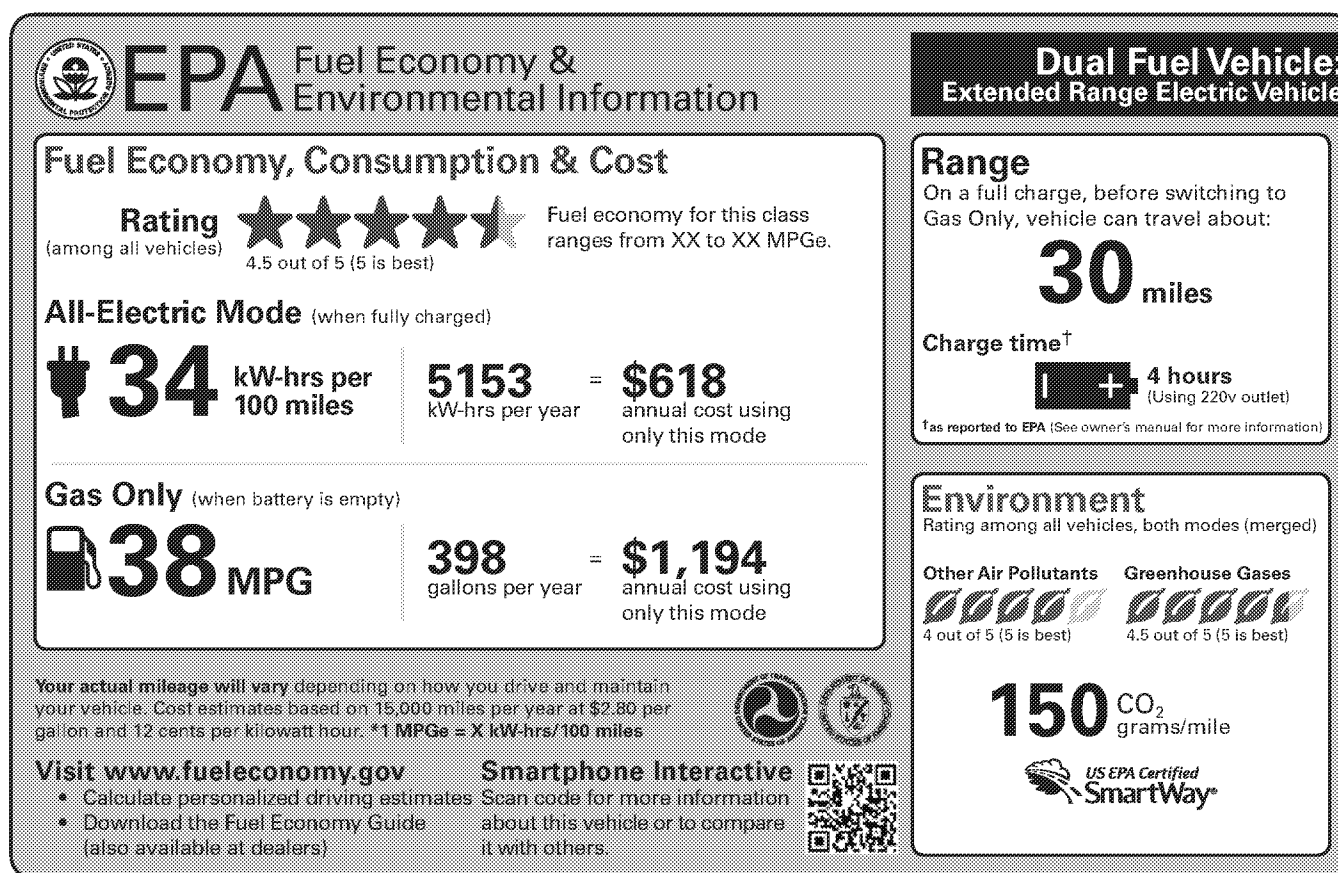 EPA Fuel Economy &
Environmental Information
Dual Fuel Vehicle:
Extended Range Electric Vehicle
Fuel Economy, Consumption & Cost
Rating
(among all vehicles)
4.5 out of 5 (5 is best)
Fuel economy for this class
ranges from XX to XX MPGe.
All-Electric Mode (when fully charged)
34 kW-hrs per
100 miles
5153
kW-hrs per year
=
$618
annual cost using
only this mode
Gas Only (when battery is empty)
38 MPG
398
gallons per year
=
$1,194
annual cost using
only this mode
Range
On a full charge, before switching to
Gas Only, vehicle can travel about:
30 miles
Charge time†
4 hours
(Using 220v outlet)
†as reported to EPA (See owner's manual for more information)
Environment
Rating among all vehicles, both modes (merged)
Other Air Pollutants
4 out of 5 (5 is best)
Greenhouse Gases
4.5 out of 5 (5 is best)
150 CO2
grams/mile
US EPA Certified
SmartWay
Your actual mileage will vary depending on how you drive and maintain
your vehicle. Cost estimates based on 15,000 miles per year at $2.80 per
gallon and 12 cents per kilowatt hour. *1 MPGe = X kW-hrs/100 miles
Visit www.fueleconomy.gov
• Calculate personalized driving estimates
• Download the Fuel Economy Guide
(also available at dealers)
Smartphone Interactive
Scan code for more information
about this vehicle or to compare
it with others.